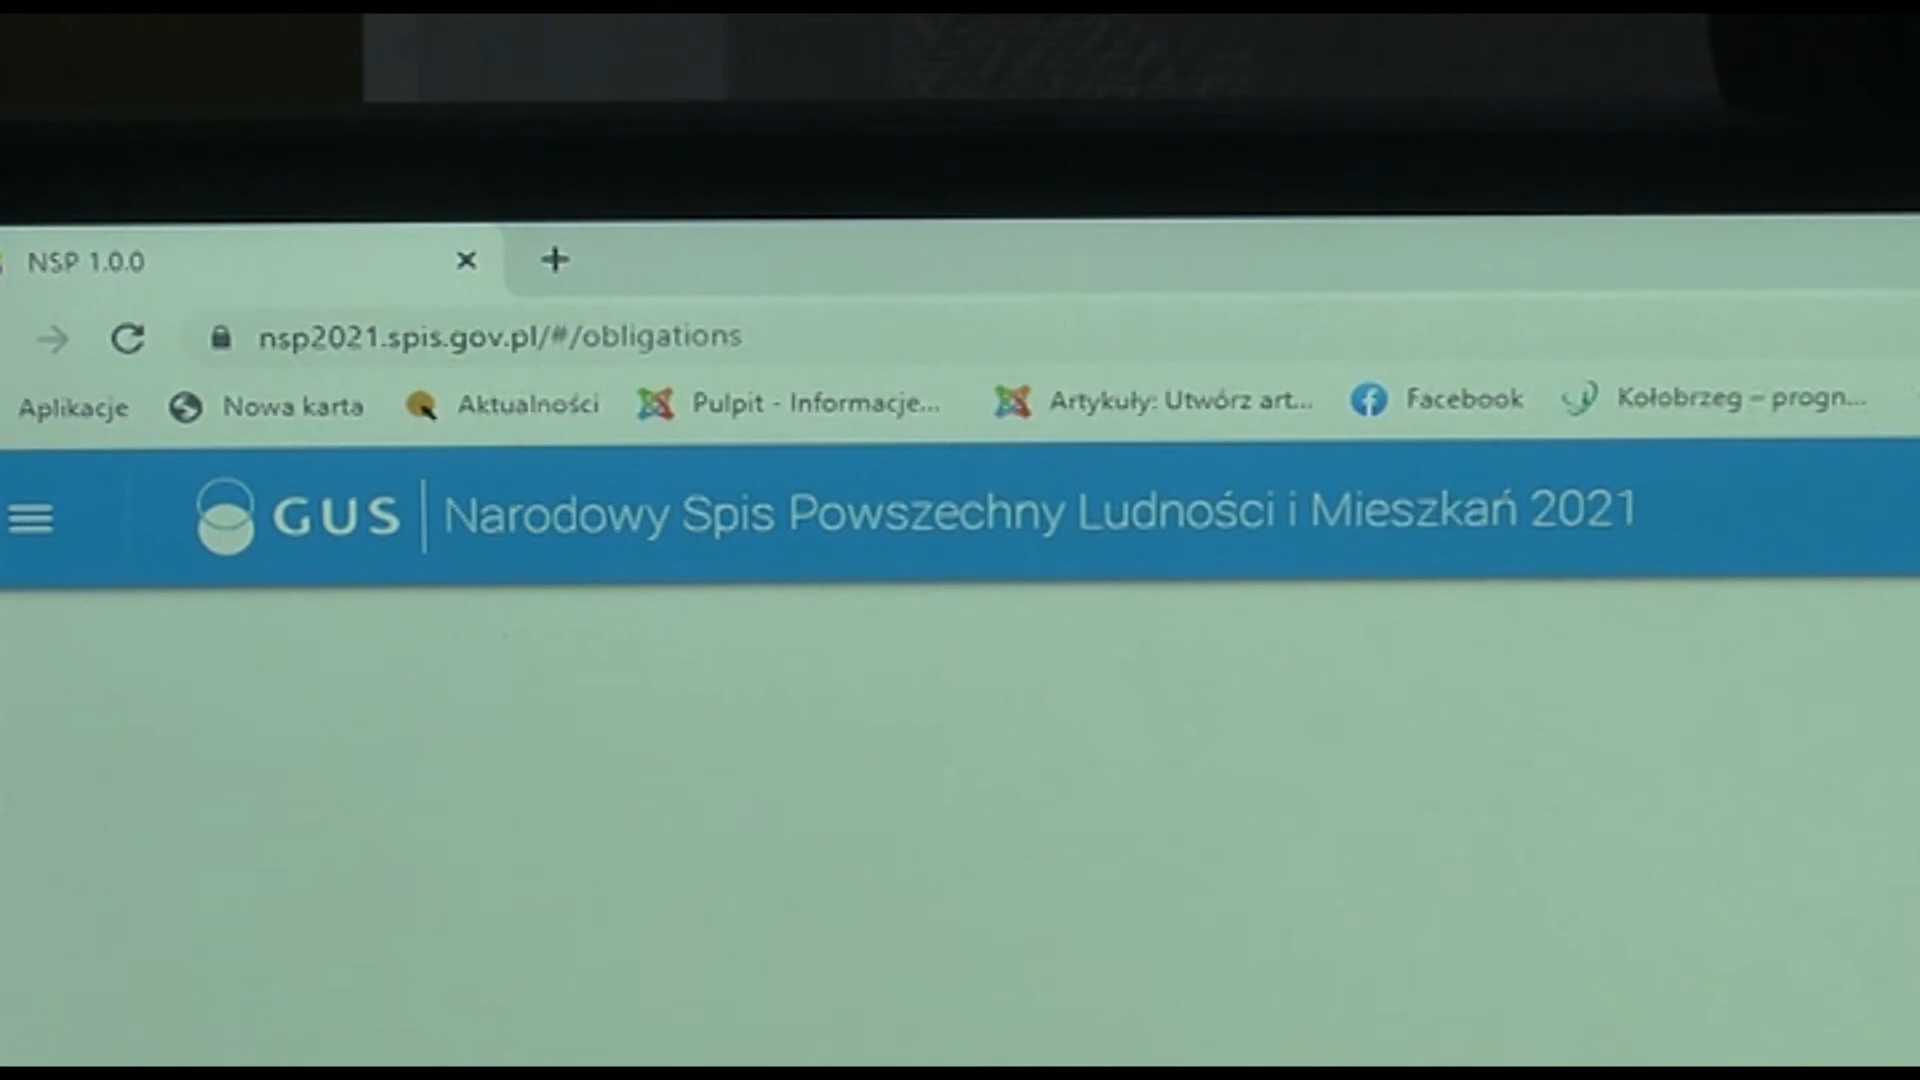 NSP 1.0.0
nsp2021.spis.gov.pl/#/obligations
Aplikacje Nowa karta Aktualności Pulpit - Informacje... Artykuły: Utwórz art... Facebook Kołobrzeg – progn...
GUS Narodowy Spis Powszechny Ludności i Mieszkań 2021